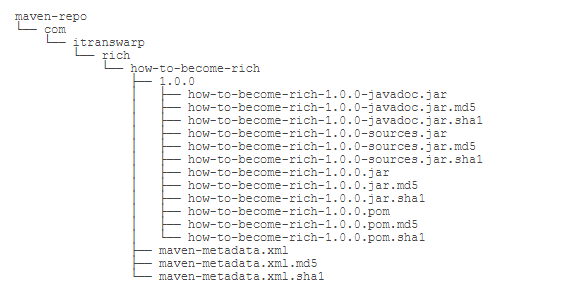 maven-repo
└── com
    └── itranswarp
        └── rich
            └── how-to-become-rich
                ├── 1.0.0
                │   ├── how-to-become-rich-1.0.0-javadoc.jar
                │   ├── how-to-become-rich-1.0.0-javadoc.jar.md5
                │   ├── how-to-become-rich-1.0.0-javadoc.jar.sha1
                │   ├── how-to-become-rich-1.0.0-sources.jar
                │   ├── how-to-become-rich-1.0.0-sources.jar.md5
                │   ├── how-to-become-rich-1.0.0-sources.jar.sha1
                │   ├── how-to-become-rich-1.0.0.jar
                │   ├── how-to-become-rich-1.0.0.jar.md5
                │   ├── how-to-become-rich-1.0.0.jar.sha1
                │   ├── how-to-become-rich-1.0.0.pom
                │   ├── how-to-become-rich-1.0.0.pom.md5
                │   └── how-to-become-rich-1.0.0.pom.sha1
                ├── maven-metadata.xml
                ├── maven-metadata.xml.md5
                └── maven-metadata.xml.sha1